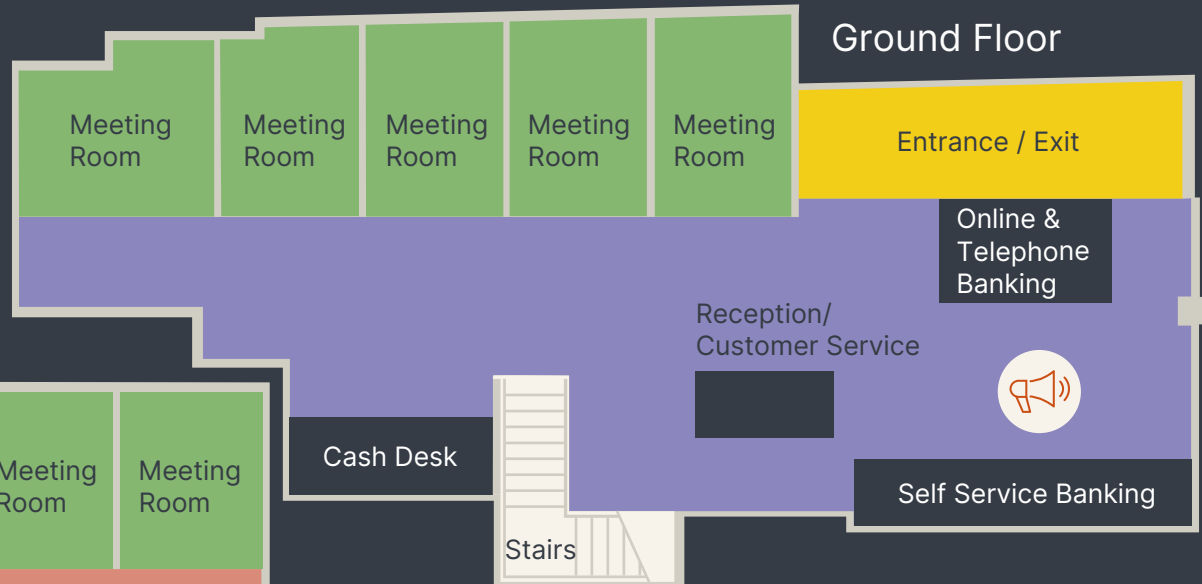 Ground Floor
Meeting
Room
Meeting
Room
Meeting
Room
Meeting
Room
Meeting
Room
Entrance / Exit
Online &
Telephone
Banking
Reception/
Customer Service
Cash Desk
Self Service Banking
Stairs
Meeting
Room
Meeting
Room